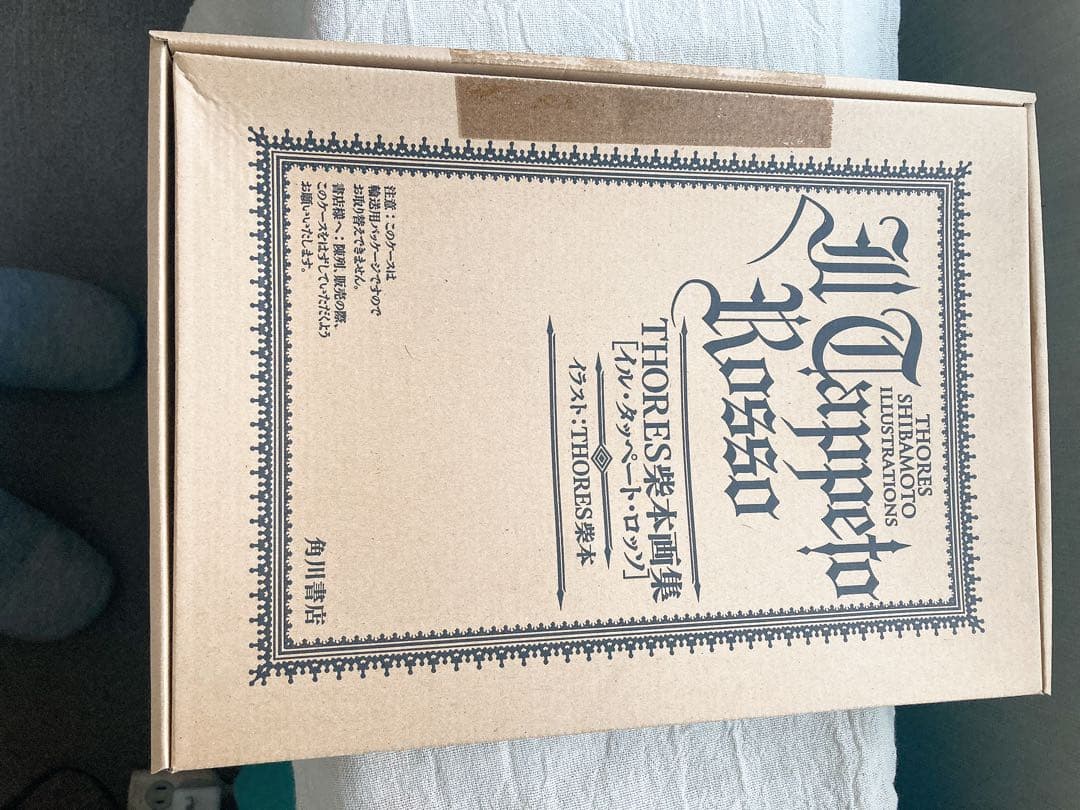 THORES
SHIBAMOTO
ILLUSTRATIONS
Il Tappeto
Rosso
THORES柴本画集
[イル・タッペート・ロッソ]
イラスト:THORES柴本
注意:このケースは
輸送用パッケージですので
お取り替えできません。
書店様へ:陳列、販売の際、
このケースをはずしていただくよう
お願いいたします。
角川書店